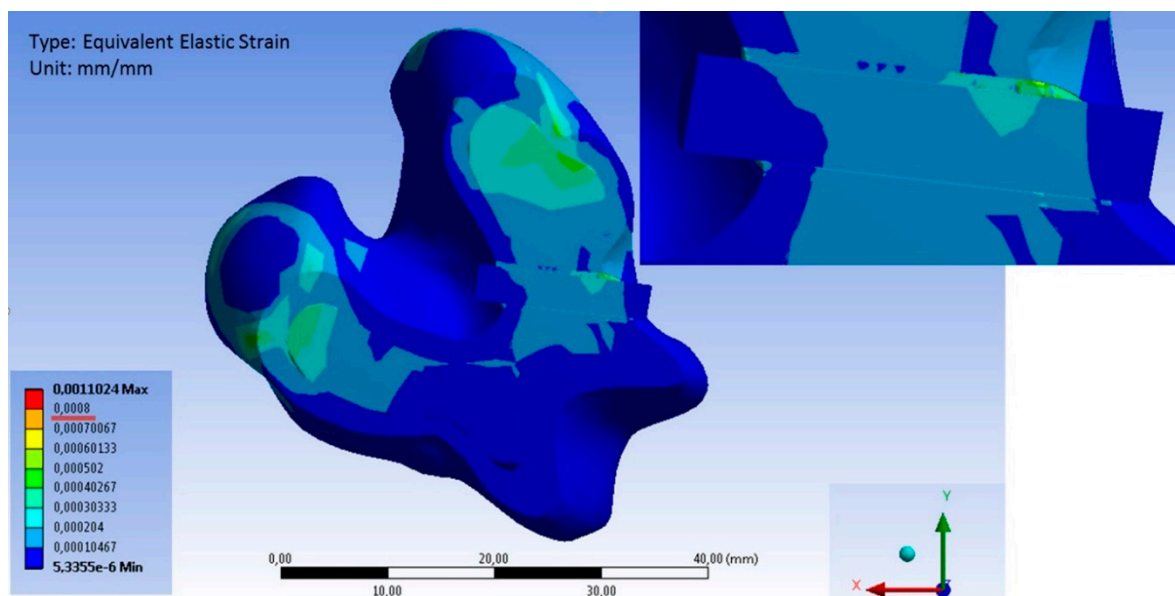 Type: Equivalent Elastic Strain
Unit: mm/mm
0,0011024 Max
0,0008
0,00070067
0,00060133
0,000502
0,00040267
0,00030333
0,000204
0,00010467
5,3355e-6 Min
0,00 20,00 40,00 (mm)
10,00 30,00
Y
X